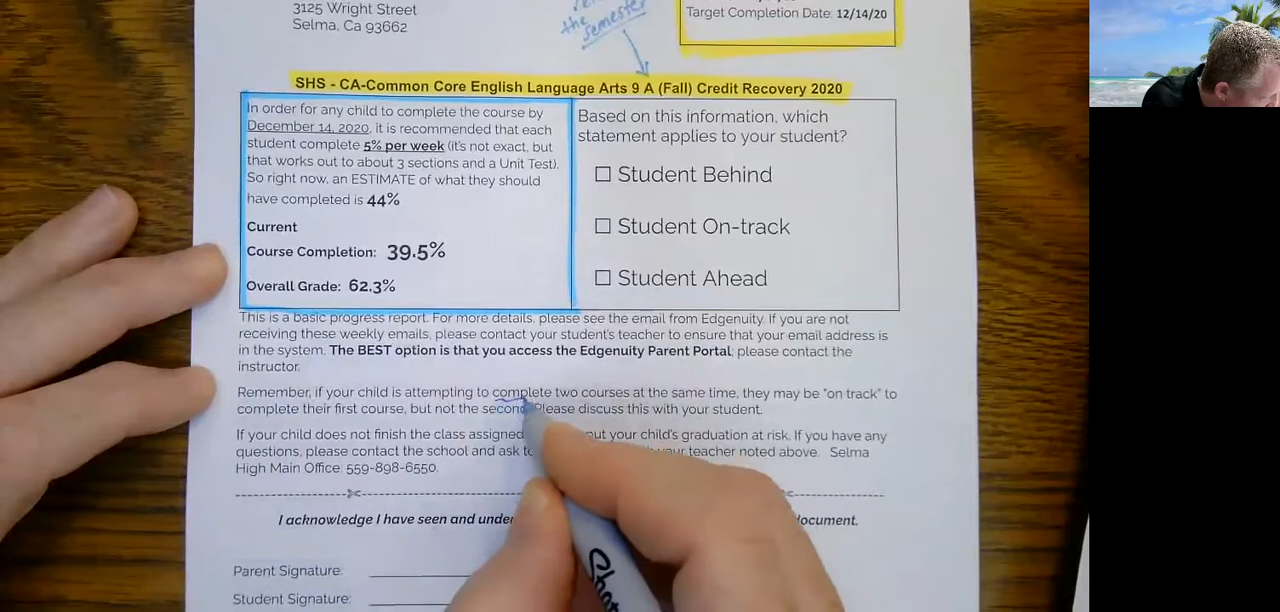 3125 Wright Street
Selma, Ca 93662
the
semester
Target Completion Date: 12/14/20
SHS - CA-Common Core English Language Arts 9 A (Fall) Credit Recovery 2020
In order for any child to complete the course by
December 14, 2020, it is recommended that each
student complete 5% per week (it's not exact, but
that works out to about 3 sections and a Unit Test).
So right now, an ESTIMATE of what they should
have completed is 44%
Current
Course Completion: 39.5%
Overall Grade: 62.3%
Based on this information, which
statement applies to your student?
☐ Student Behind
☐ Student On-track
☐ Student Ahead
This is a basic progress report. For more details, please see the email from Edgenuity. If you are not
receiving these weekly emails, please contact your student's teacher to ensure that your email address is
in the system. The BEST option is that you access the Edgenuity Parent Portal; please contact the
instructor.
Remember, if your child is attempting to complete two courses at the same time, they may be "on track" to
complete their first course, but not the second. Please discuss this with your student.
If your child does not finish the class assigned put your child's graduation at risk. If you have any
questions, please contact the school and ask your teacher noted above. Selma
High Main Office: 559-898-6550.
I acknowledge I have seen and document.
Parent Signature:
Student Signature: